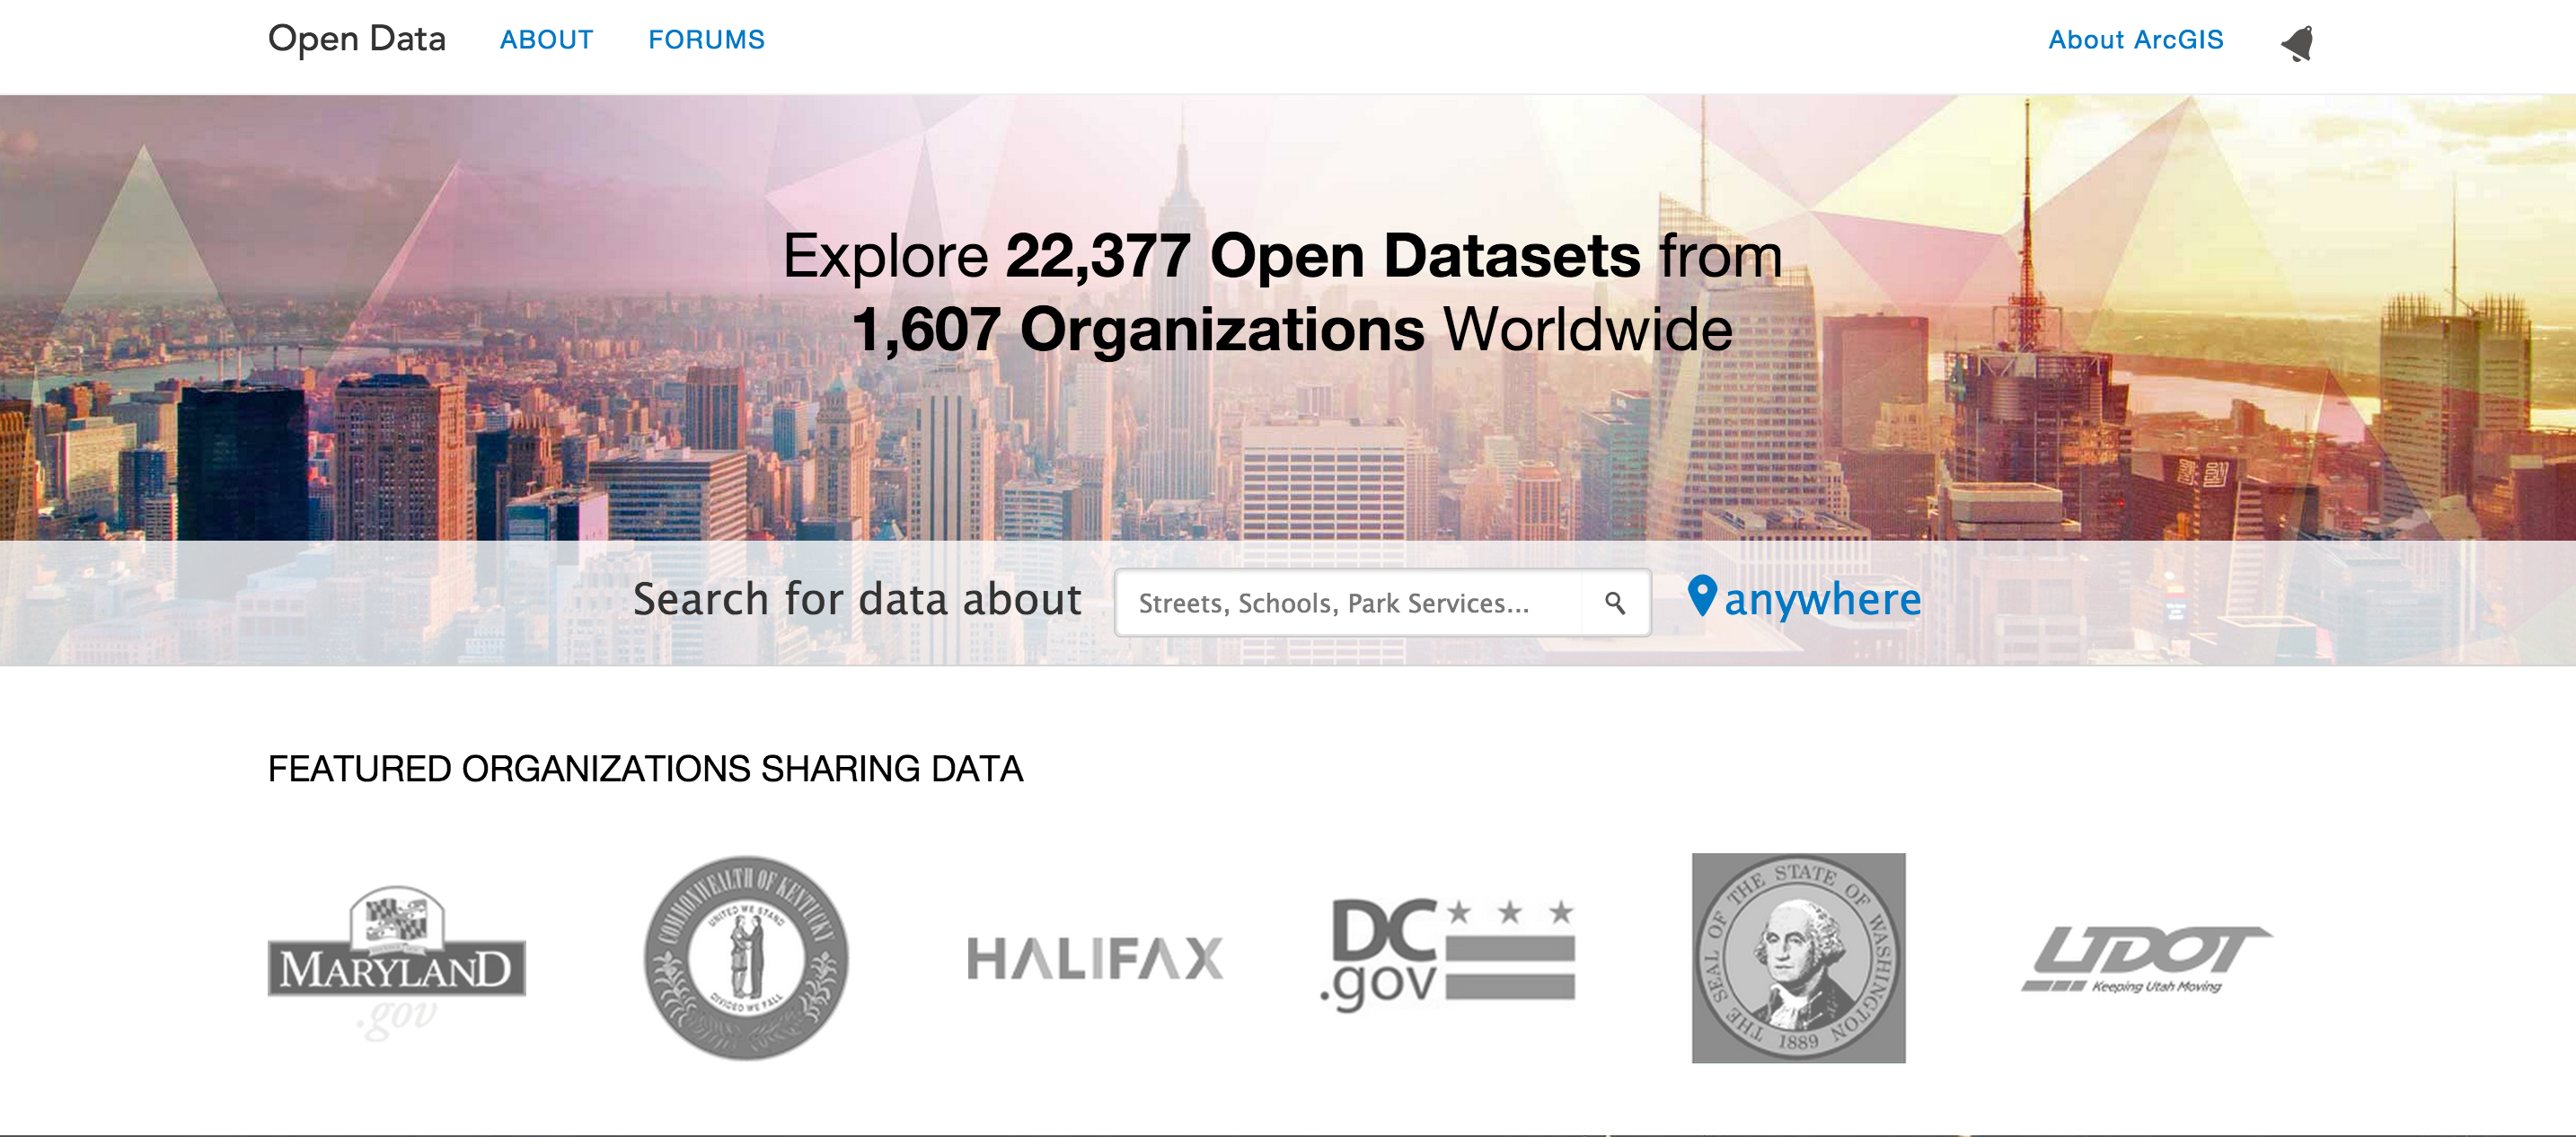 Open Data ABOUT FORUMS About ArcGIS
Explore 22,377 Open Datasets from
1,607 Organizations Worldwide
Search for data about Streets, Schools, Park Services... anywhere
FEATURED ORGANIZATIONS SHARING DATA
MARYLAND
.gov
COMMONWEALTH OF KENTUCKY
UNITED WE STAND
DIVIDED WE FALL
HALIFAX
DC
.gov
THE SEAL OF THE STATE OF WASHINGTON
1889
UDOT
Keeping Utah Moving